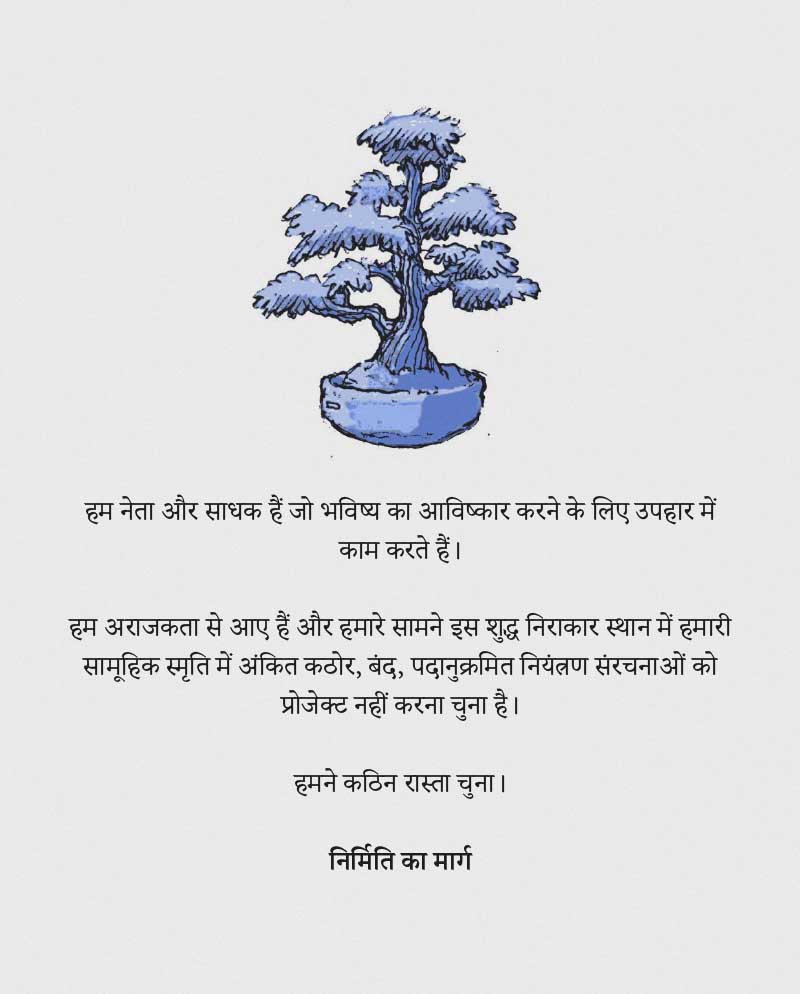 हम नेता और साधक हैं जो भविष्य का आविष्कार करने के लिए उपहार में
काम करते हैं।
हम अराजकता से आए हैं और हमारे सामने इस शुद्ध निराकार स्थान में हमारी
सामूहिक स्मृति में अंकित कठोर, बंद, पदानुक्रमित नियंत्रण संरचनाओं को
प्रोजेक्ट नहीं करना चुना है।
हमने कठिन रास्ता चुना।
निर्मिति का मार्ग